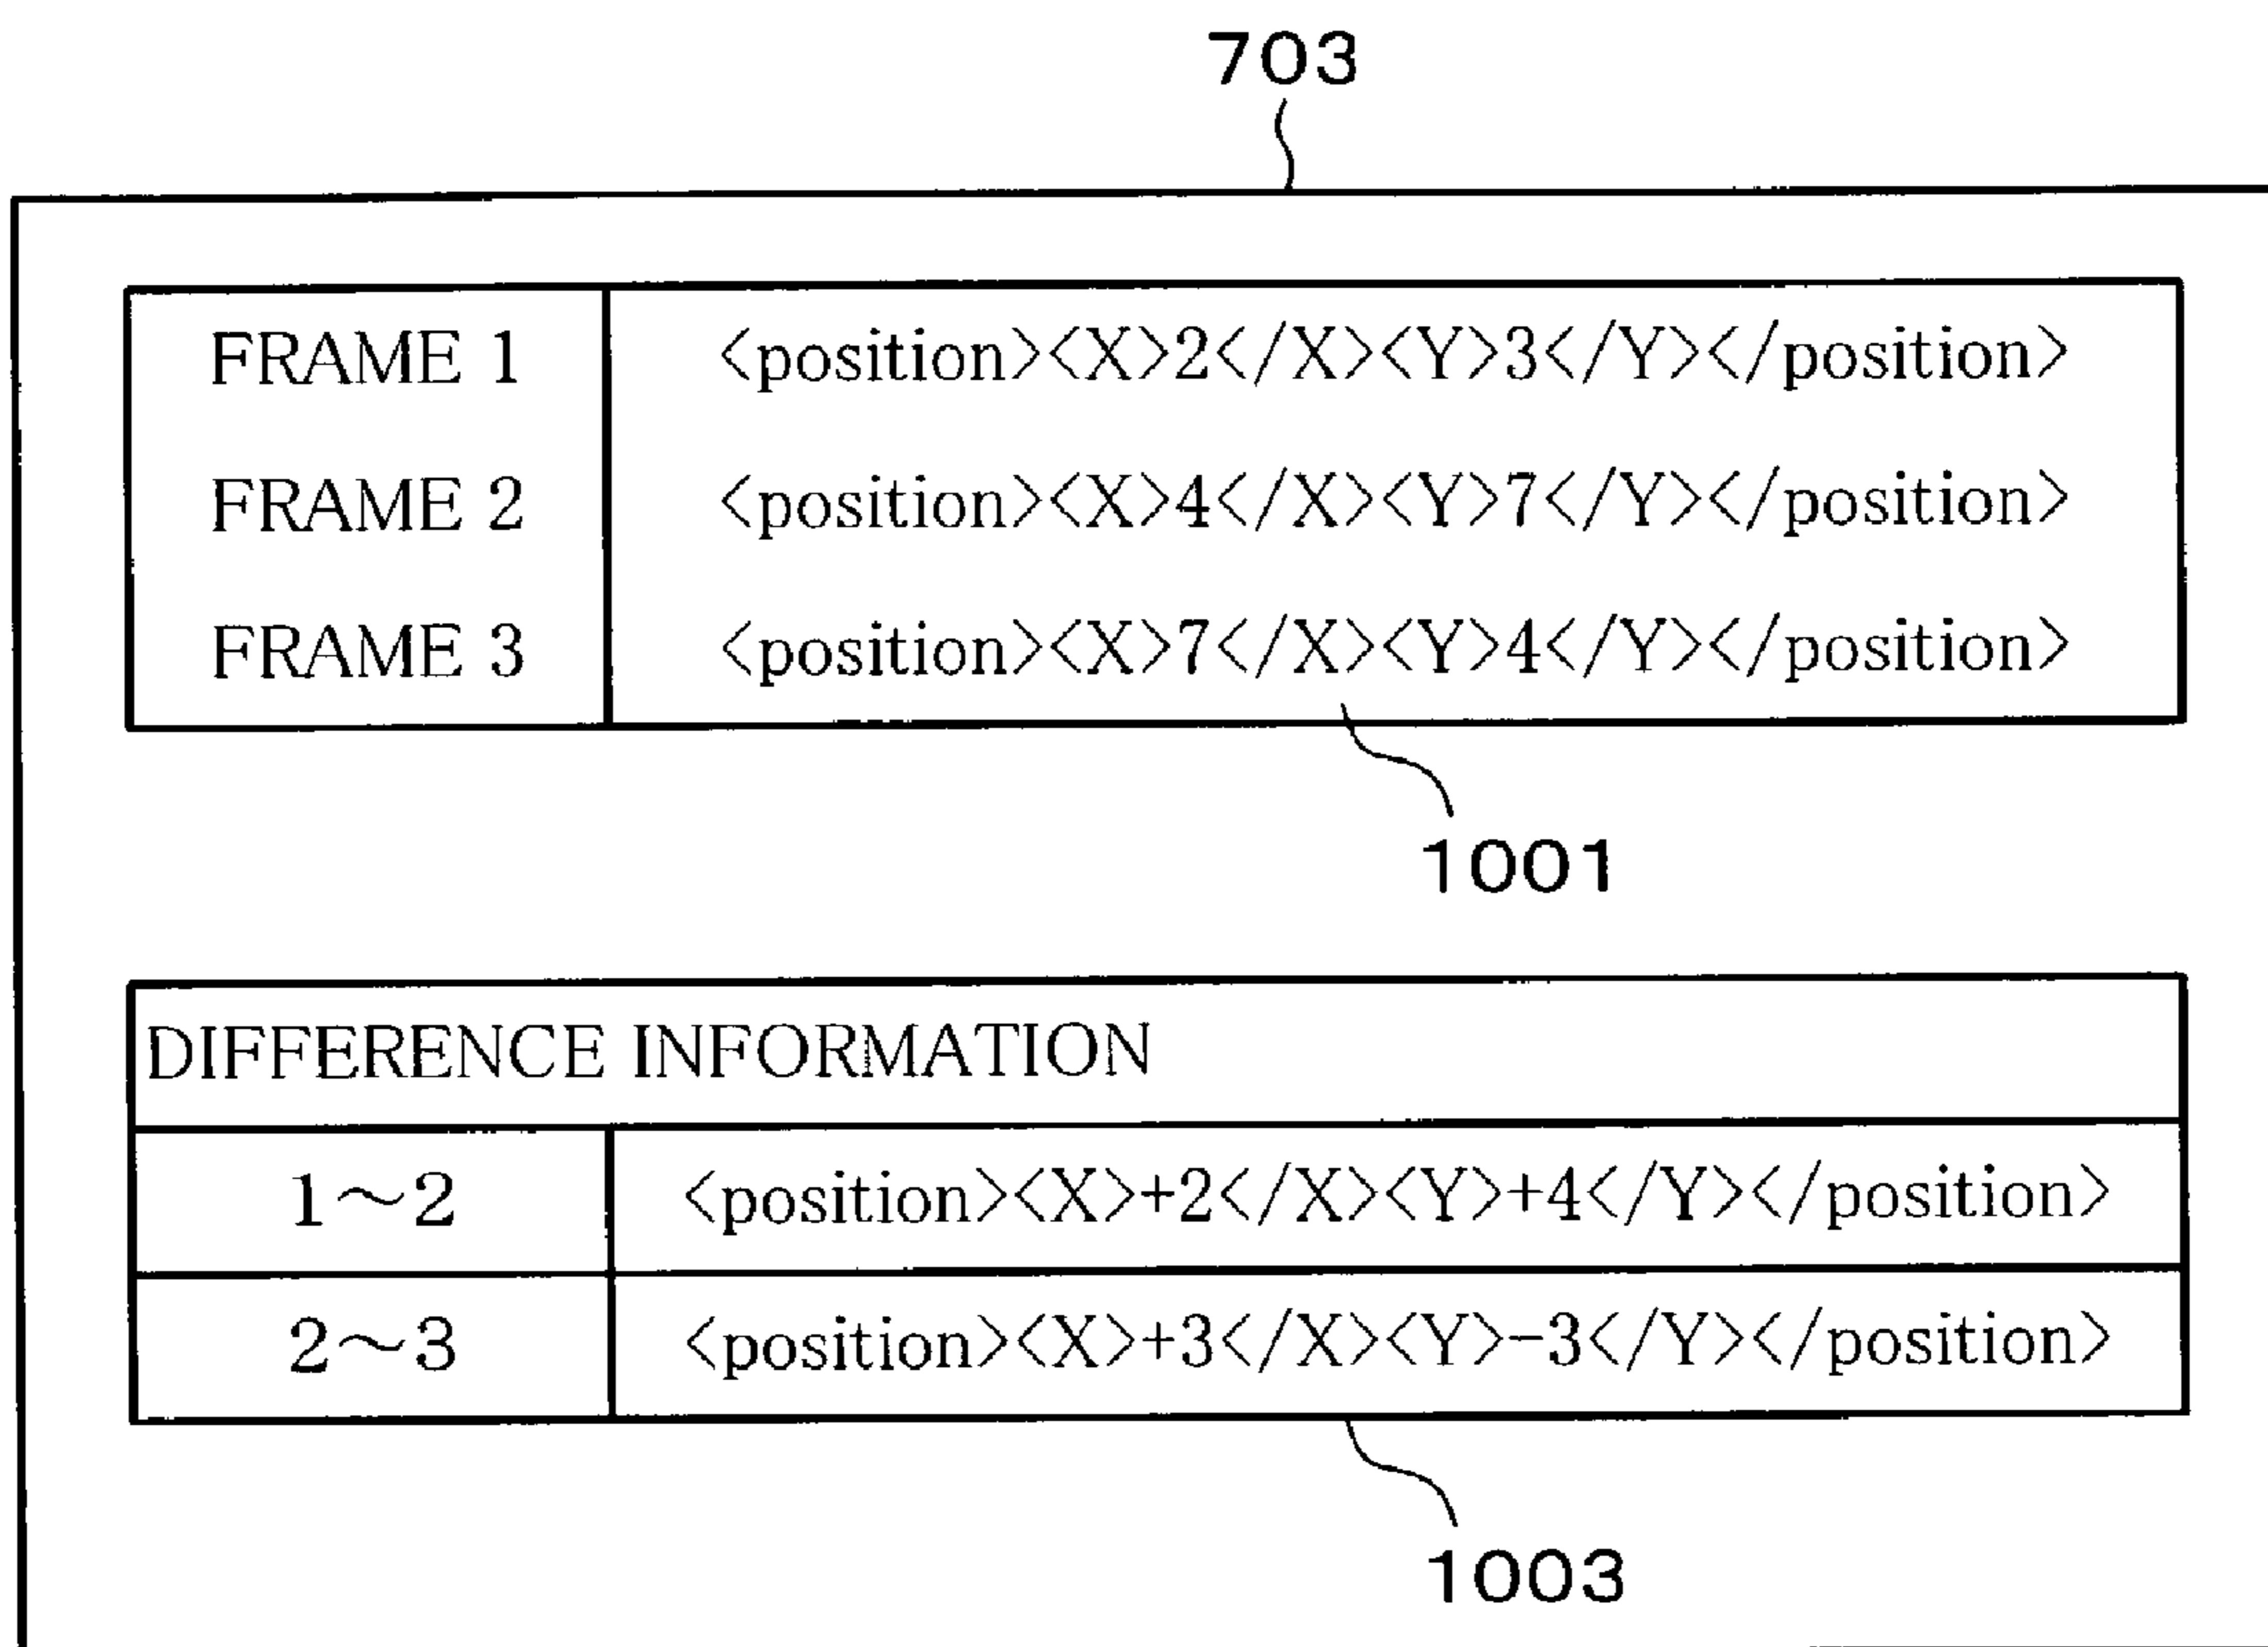 703
FRAME 1 <position><X>2</X><Y>3</Y></position>
FRAME 2 <position><X>4</X><Y>7</Y></position>
FRAME 3 <position><X>7</X><Y>4</Y></position>
1001
DIFFERENCE INFORMATION
1～2 <position><X>+2</X><Y>+4</Y></position>
2～3 <position><X>+3</X><Y>−3</Y></position>
1003